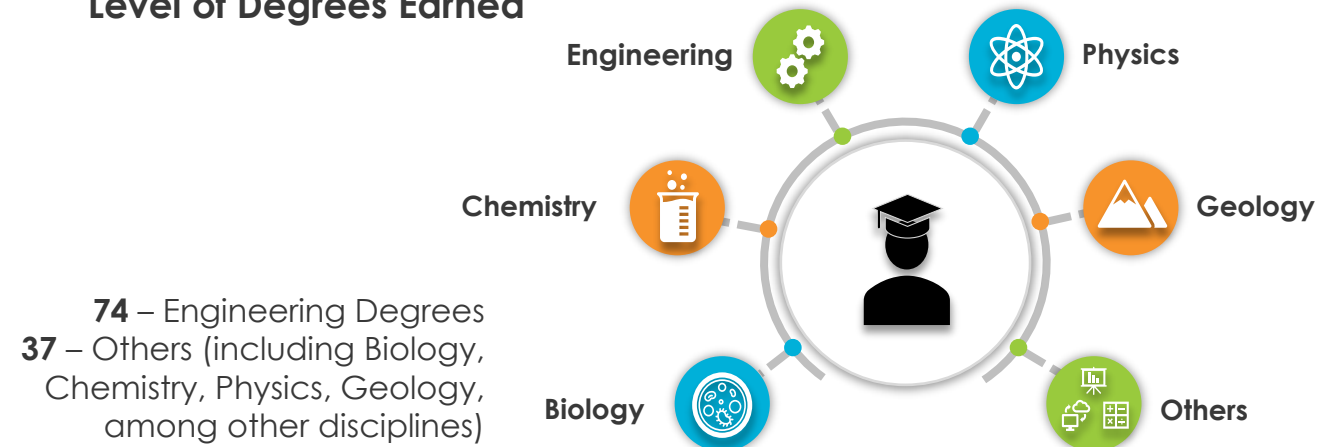 Level of Degrees Earned
Engineering
Physics
Chemistry
Geology
74 – Engineering Degrees
37 – Others (including Biology,
Chemistry, Physics, Geology,
among other disciplines)
Biology
Others